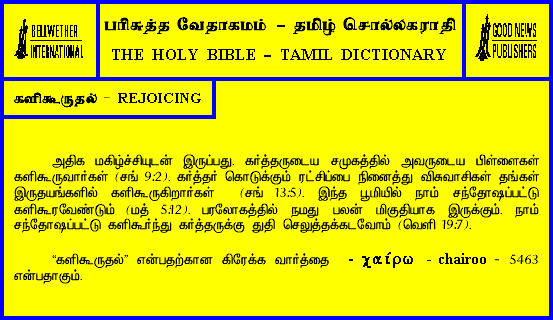 BELLWETHER
INTERNATIONAL
பரிசுத்த வேதாகமம் – தமிழ் சொல்லகராதி
THE HOLY BIBLE – TAMIL DICTIONARY
GOOD NEWS
PUBLISHERS
களிகூருதல் – REJOICING
அதிக மகிழ்ச்சியுடன் இருப்பது. கர்த்தருடைய சமுகத்தில் அவருடைய பிள்ளைகள்
களிகூருவார்கள் (சங் 9:2). கர்த்தர் கொடுக்கும் ரட்சிப்பை நினைத்து விசுவாசிகள் தங்கள்
இருதயங்களில் களிகூருகிறார்கள் (சங் 13:5). இந்த பூமியில் நாம் சந்தோஷப்பட்டு
களிகூரவேண்டும் (மத் 5:12). பரலோகத்தில் நமது பலன் மிகுதியாக இருக்கும். நாம்
சந்தோஷப்பட்டு களிகூர்ந்து கர்த்தருக்கு துதி செலுத்தக்கடவோம் (வெளி 19:7).
“களிகூருதல்” என்பதற்கான கிரேக்க வார்த்தை - χαίρω - chairoo - 5463
என்பதாகும்.